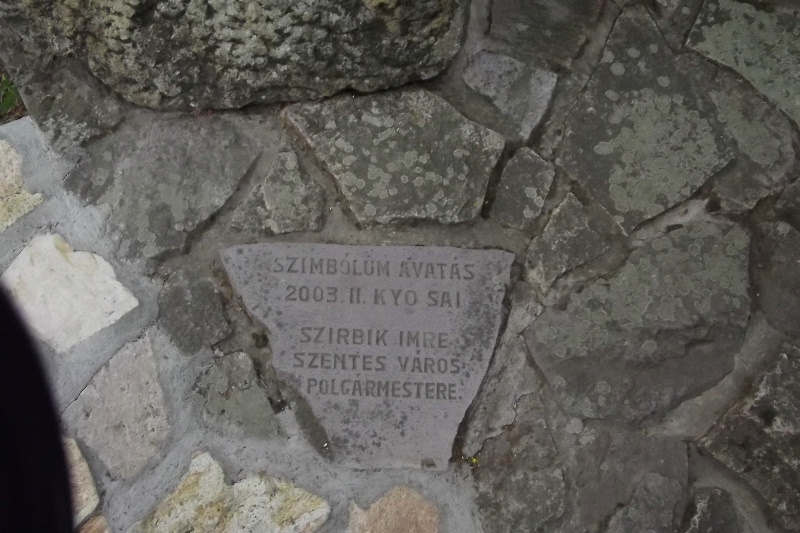 SZIMBÓLUM AVATÁS
2003. II. KYO SAI
SZIRBIK IMRE
SZENTES VÁROS
POLGÁRMESTERE.